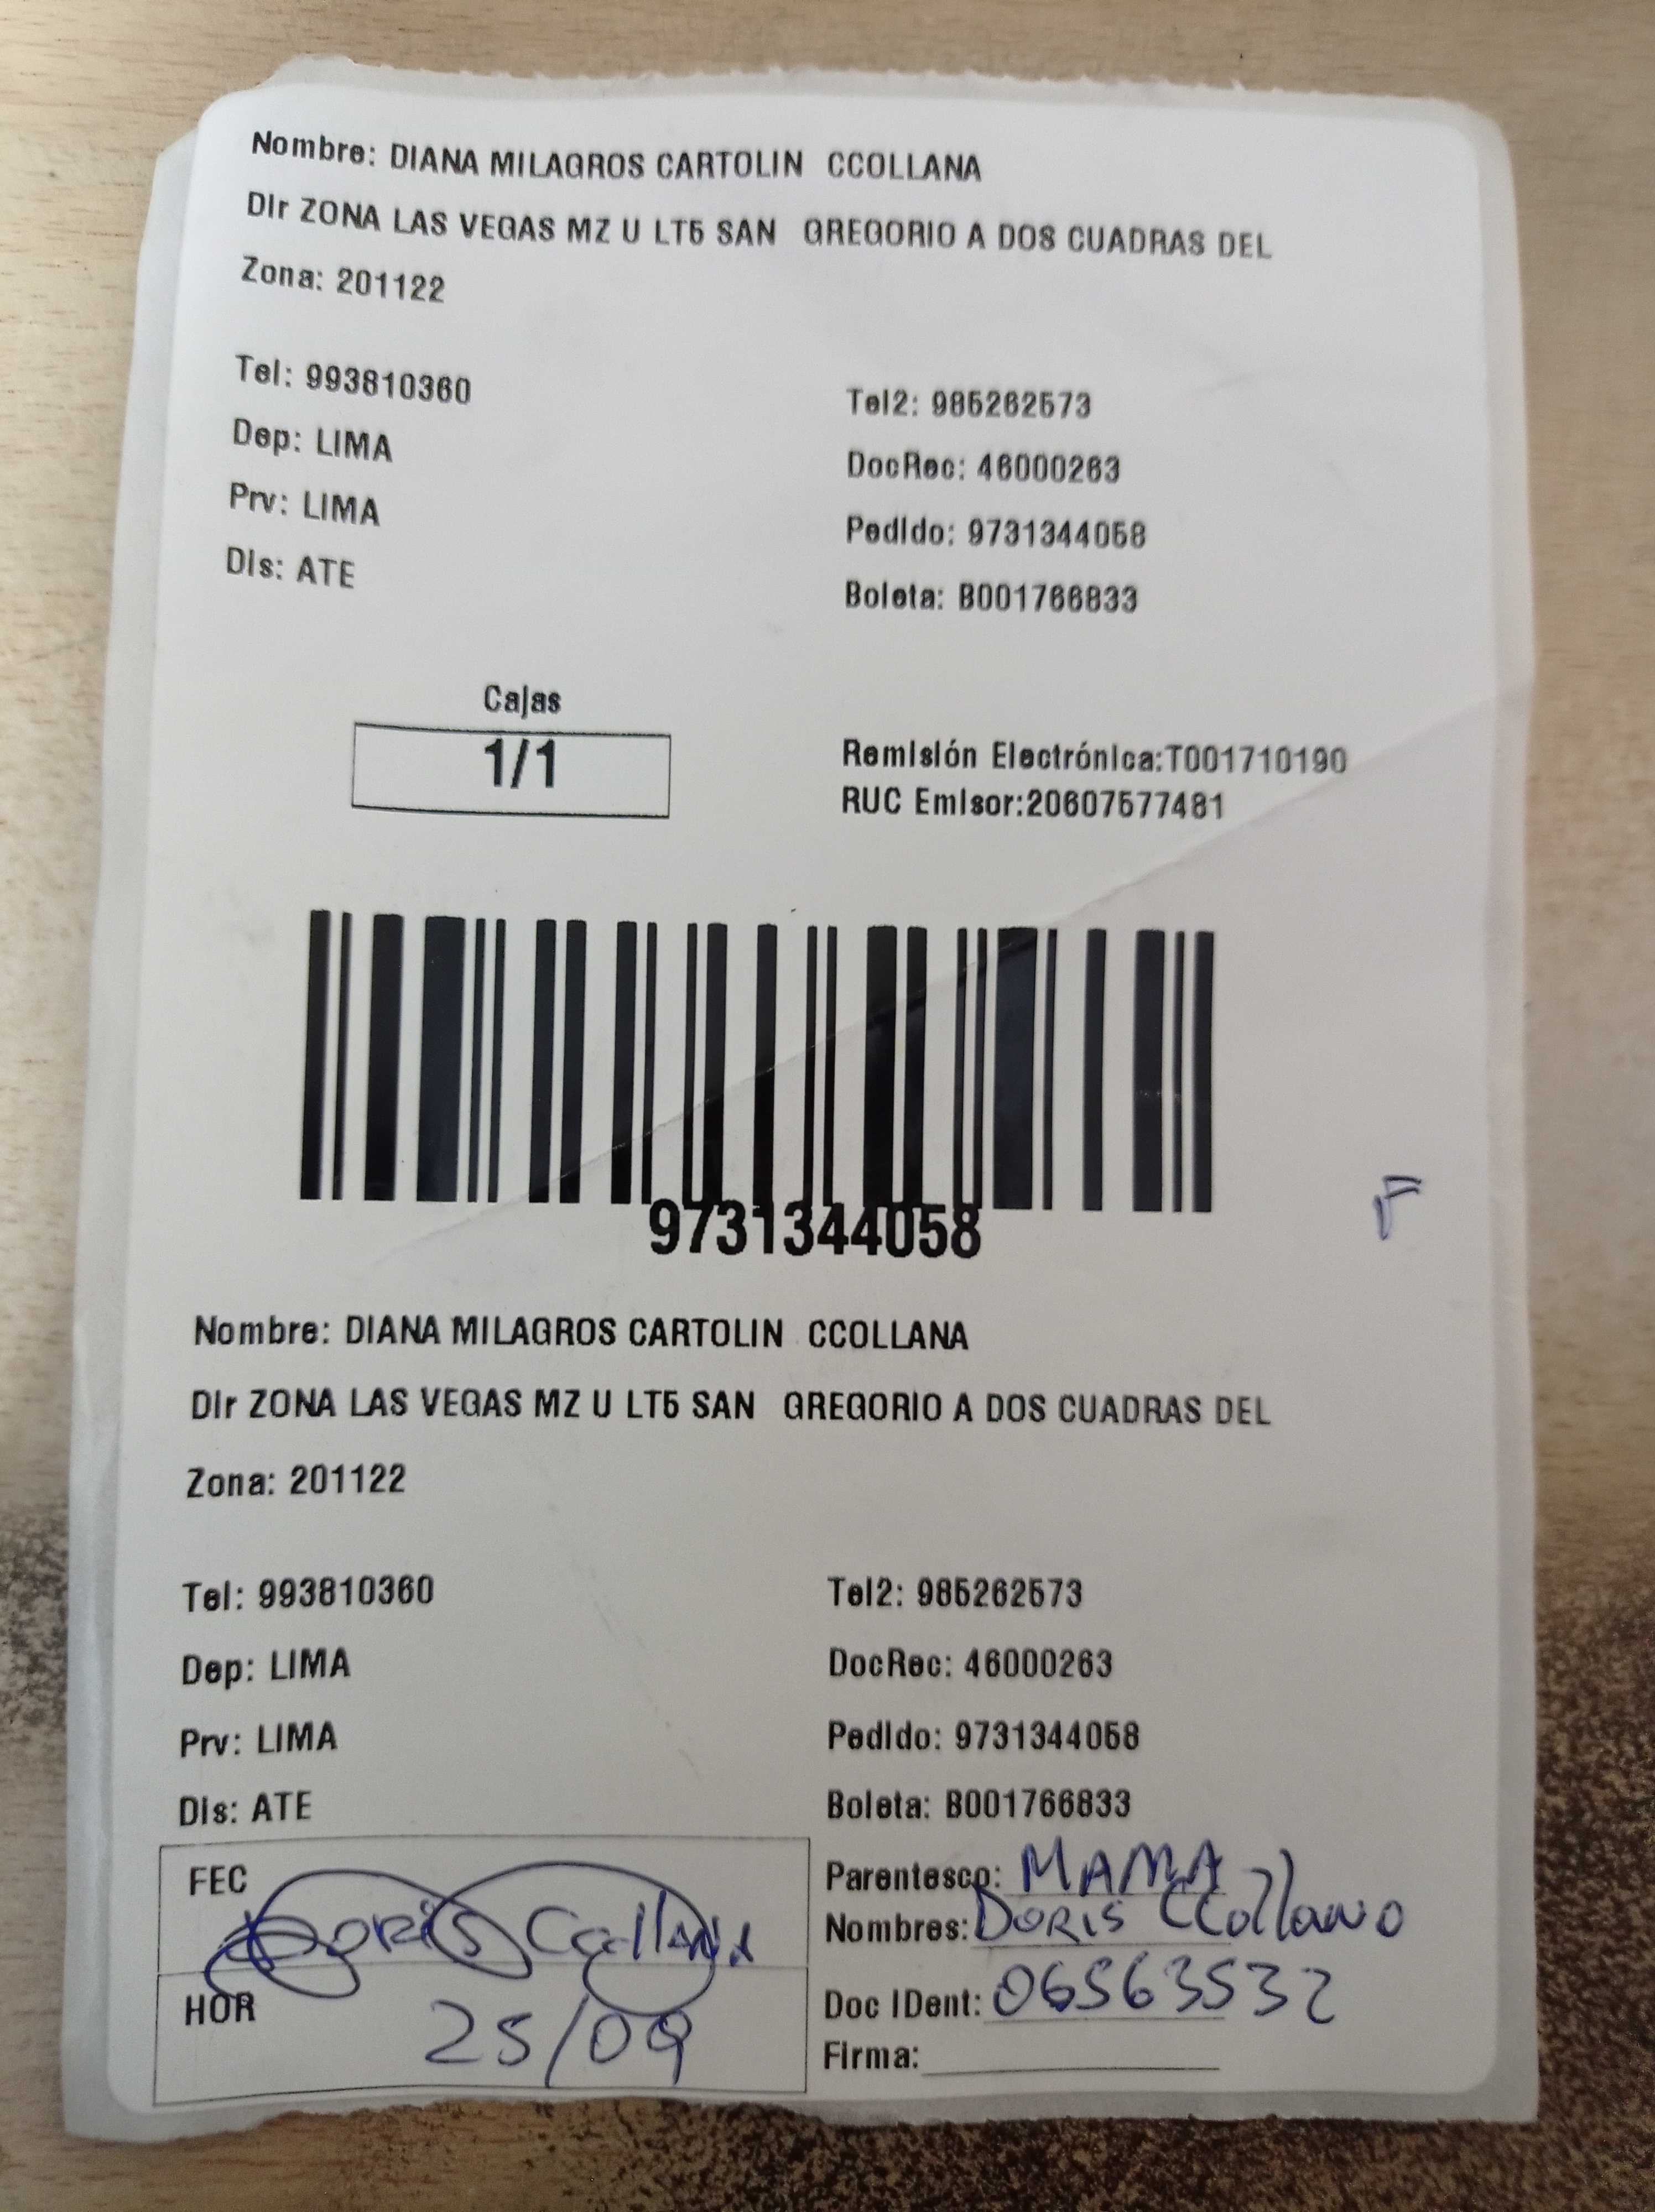 Nombre: DIANA MILAGROS CARTOLIN CCOLLANA
Dir ZONA LAS VEGAS MZ U LT5 SAN GREGORIO A DOS CUADRAS DEL
Zona: 201122
Tel: 993810360
Tel2: 985262573
Dep: LIMA
DocRec: 46000263
Prv: LIMA
Pedido: 9731344058
Dis: ATE
Boleta: B001766833
Cajas
1/1
Remisión Electrónica:T001710190
RUC Emisor:20607577481
9731344058
F
Nombre: DIANA MILAGROS CARTOLIN CCOLLANA
Dir ZONA LAS VEGAS MZ U LT5 SAN GREGORIO A DOS CUADRAS DEL
Zona: 201122
Tel: 993810360
Tel2: 985262573
Dep: LIMA
DocRec: 46000263
Prv: LIMA
Pedido: 9731344058
Dis: ATE
Boleta: B001766833
FEC
Doris
Parentesco: MAMA
Nombres: DORIS CCollano
HOR
25/09
Doc IDent: 06563532
Firma: